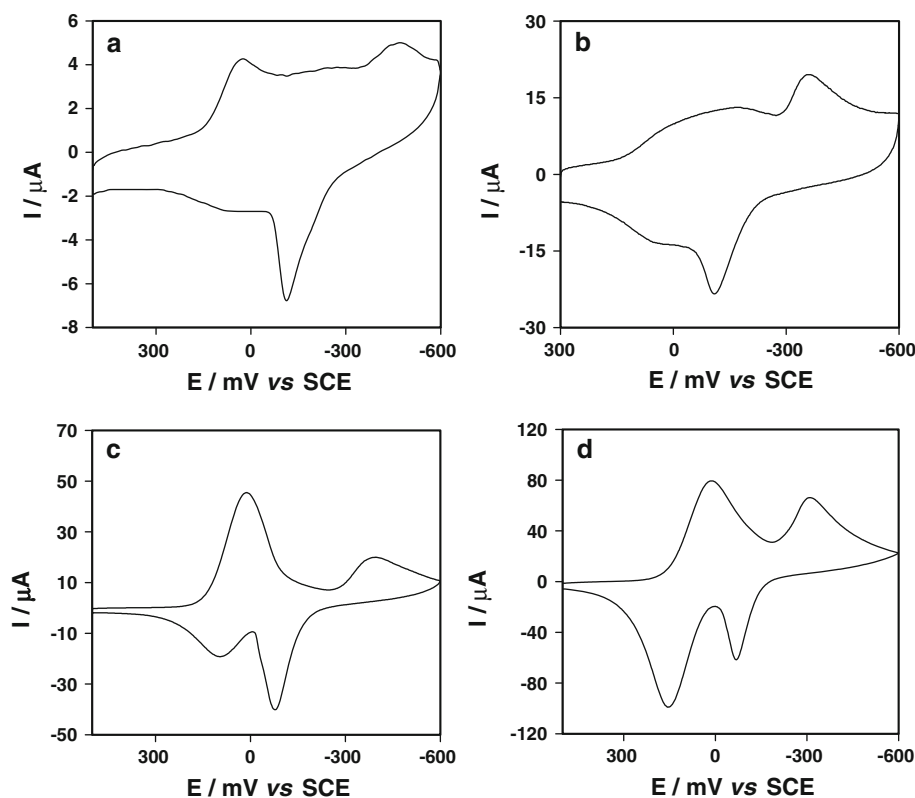 a
6
4
2
0
-2
-4
-6
-8
I / μA
300 0 -300 -600
E / mV vs SCE
b
30
15
0
-15
-30
I / μA
300 0 -300 -600
E / mV vs SCE
c
70
50
30
10
-10
-30
-50
I / μA
300 0 -300 -600
E / mV vs SCE
d
120
80
40
0
-40
-80
-120
I / μA
300 0 -300 -600
E / mV vs SCE